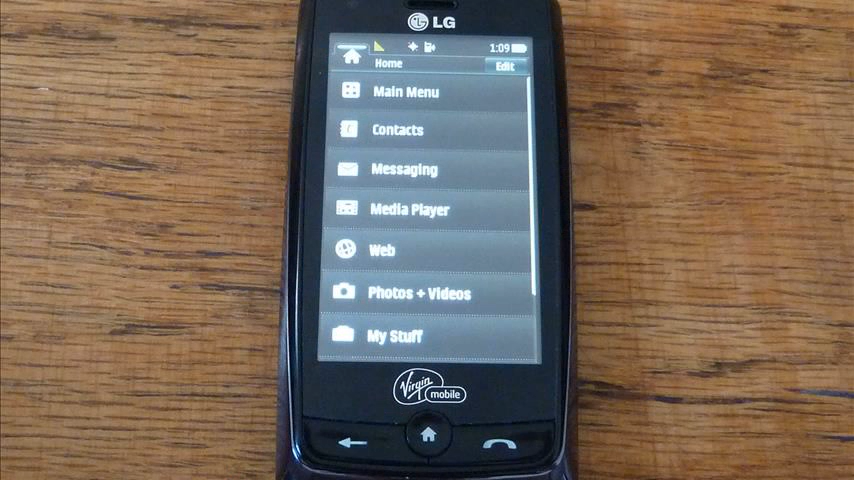 LG
1:09
Home
Edit
Main Menu
Contacts
Messaging
Media Player
Web
Photos + Videos
My Stuff
Virgin
mobile